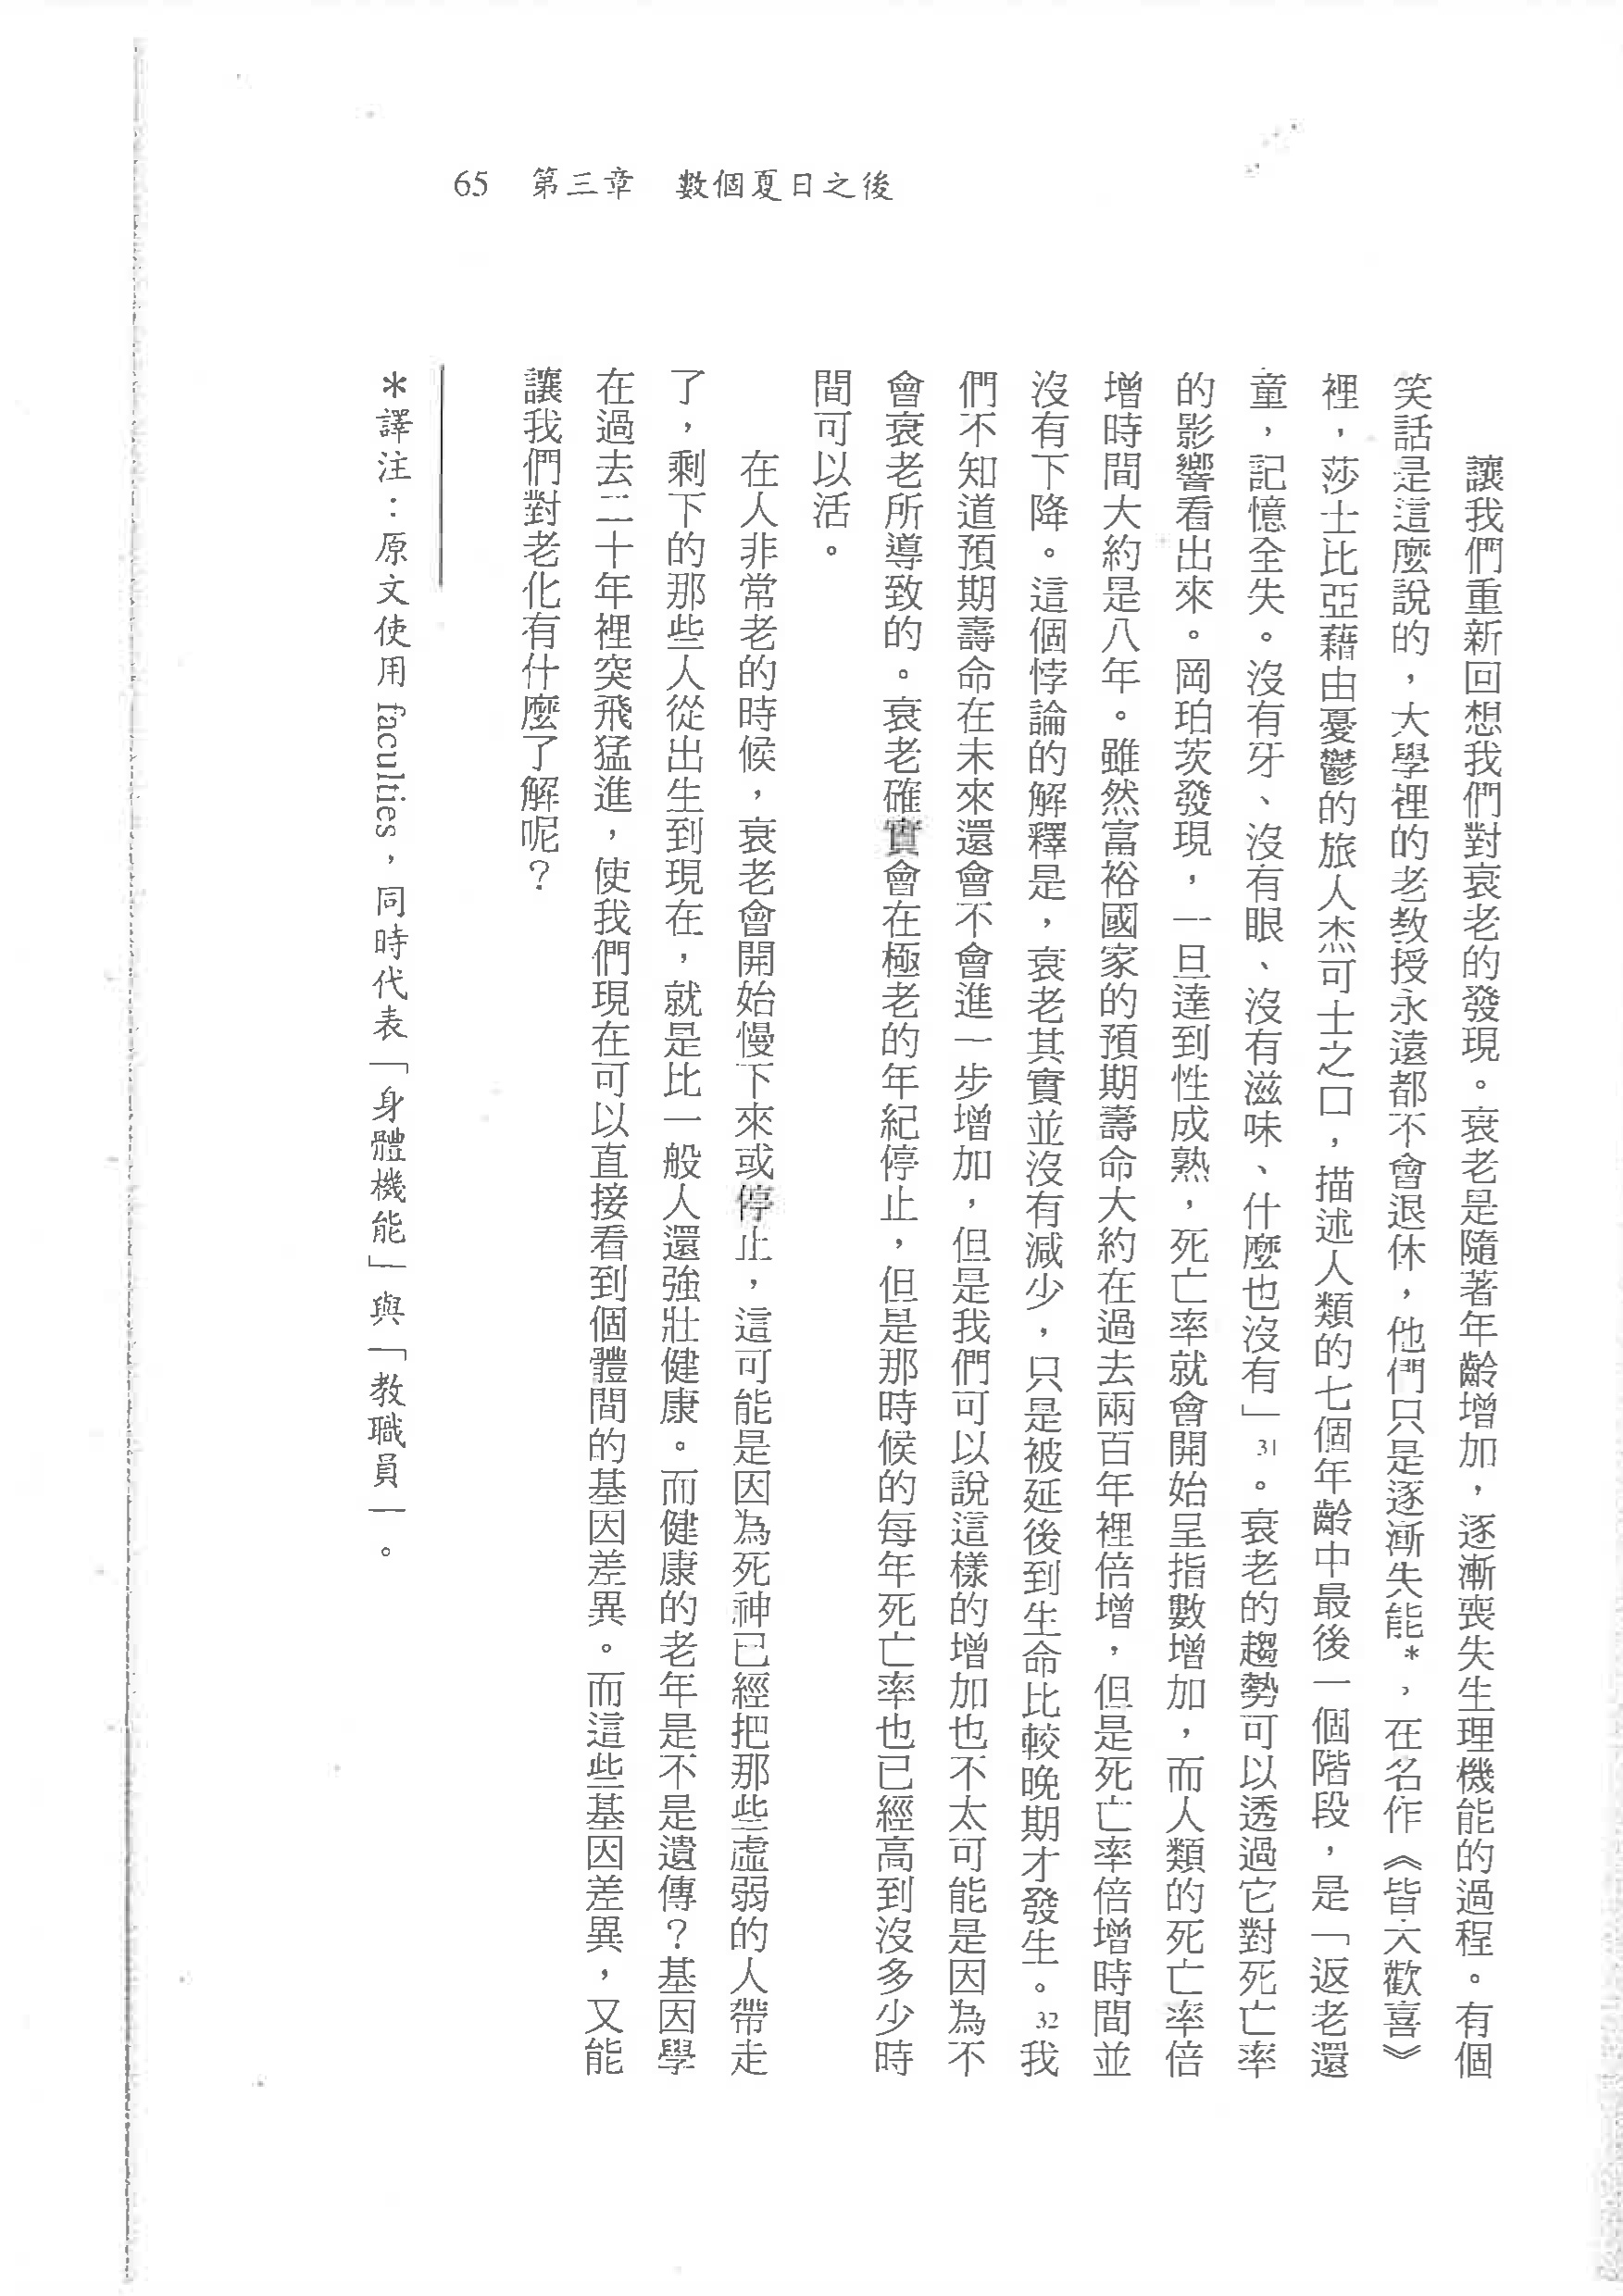 65 第三章 數個夏日之後
讓我們重新回想我們對衰老的發現。衰老是隨著年齡增加，逐漸喪失生理機能的過程。有個
笑話是這麼說的，大學裡的老教授永遠都不會退休，他們只是逐漸失能*，在名作《皆大歡喜》
裡，莎士比亞藉由憂鬱的旅人杰可士之口，描述人類的七個年齡中最後一個階段，是「返老還
童，記憶全失。沒有牙、沒有眼、沒有滋味、什麼也沒有」31。衰老的趨勢可以透過它對死亡率
的影響看出來。岡珀茨發現，一旦達到性成熟，死亡率就會開始呈指數增加，而人類的死亡率倍
增時間大約是八年。雖然富裕國家的預期壽命大約在過去兩百年裡倍增，但是死亡率倍增時間並
沒有下降。這個悖論的解釋是，衰老其實並沒有減少，只是被延後到生命比較晚期才發生。32我
們不知道預期壽命在未來還會不會進一步增加，但是我們可以說這樣的增加也不太可能是因為不
會衰老所導致的。衰老確實會在極老的年紀停止，但是那時候的每年死亡率也已經高到沒多少時
間可以活。
在人非常老的時候，衰老會開始慢下來或停止，這可能是因為死神已經把那些虛弱的人帶走
了，剩下的那些人從出生到現在，就是比一般人還強壯健康。而健康的老年是不是遺傳？基因學
在過去二十年裡突飛猛進，使我們現在可以直接看到個體間的基因差異。而這些基因差異，又能
讓我們對老化有什麼了解呢？
＊譯注：原文使用 faculties，同時代表「身體機能」與「教職員」。